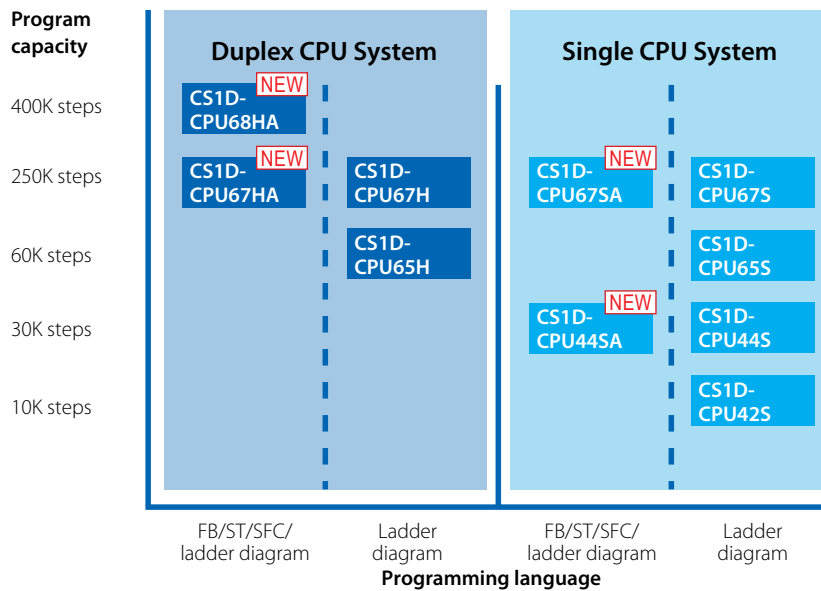 Program
capacity
Duplex CPU System
Single CPU System
400K steps
NEW
CS1D-
CPU68HA
250K steps
NEW
CS1D-
CPU67HA
CS1D-
CPU67H
NEW
CS1D-
CPU67SA
CS1D-
CPU67S
60K steps
CS1D-
CPU65H
CS1D-
CPU65S
30K steps
NEW
CS1D-
CPU44SA
CS1D-
CPU44S
10K steps
CS1D-
CPU42S
FB/ST/SFC/
ladder diagram
Ladder
diagram
FB/ST/SFC/
ladder diagram
Ladder
diagram
Programming language